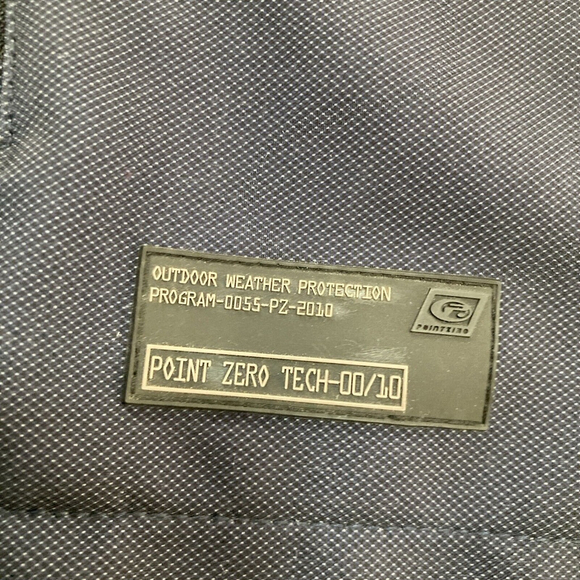 OUTDOOR WEATHER PROTECTION
PROGRAM-0055-PZ-2010
POINTZERO
POINT ZERO TECH-00/10